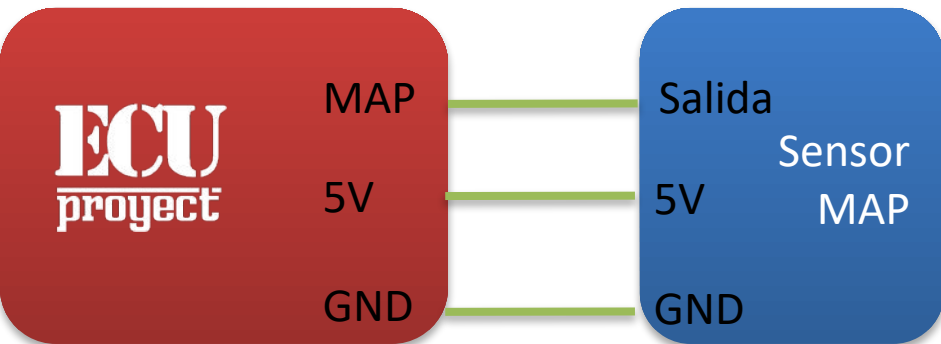 ECU
proyect
MAP
5V
GND
Salida
5V
GND
Sensor
MAP